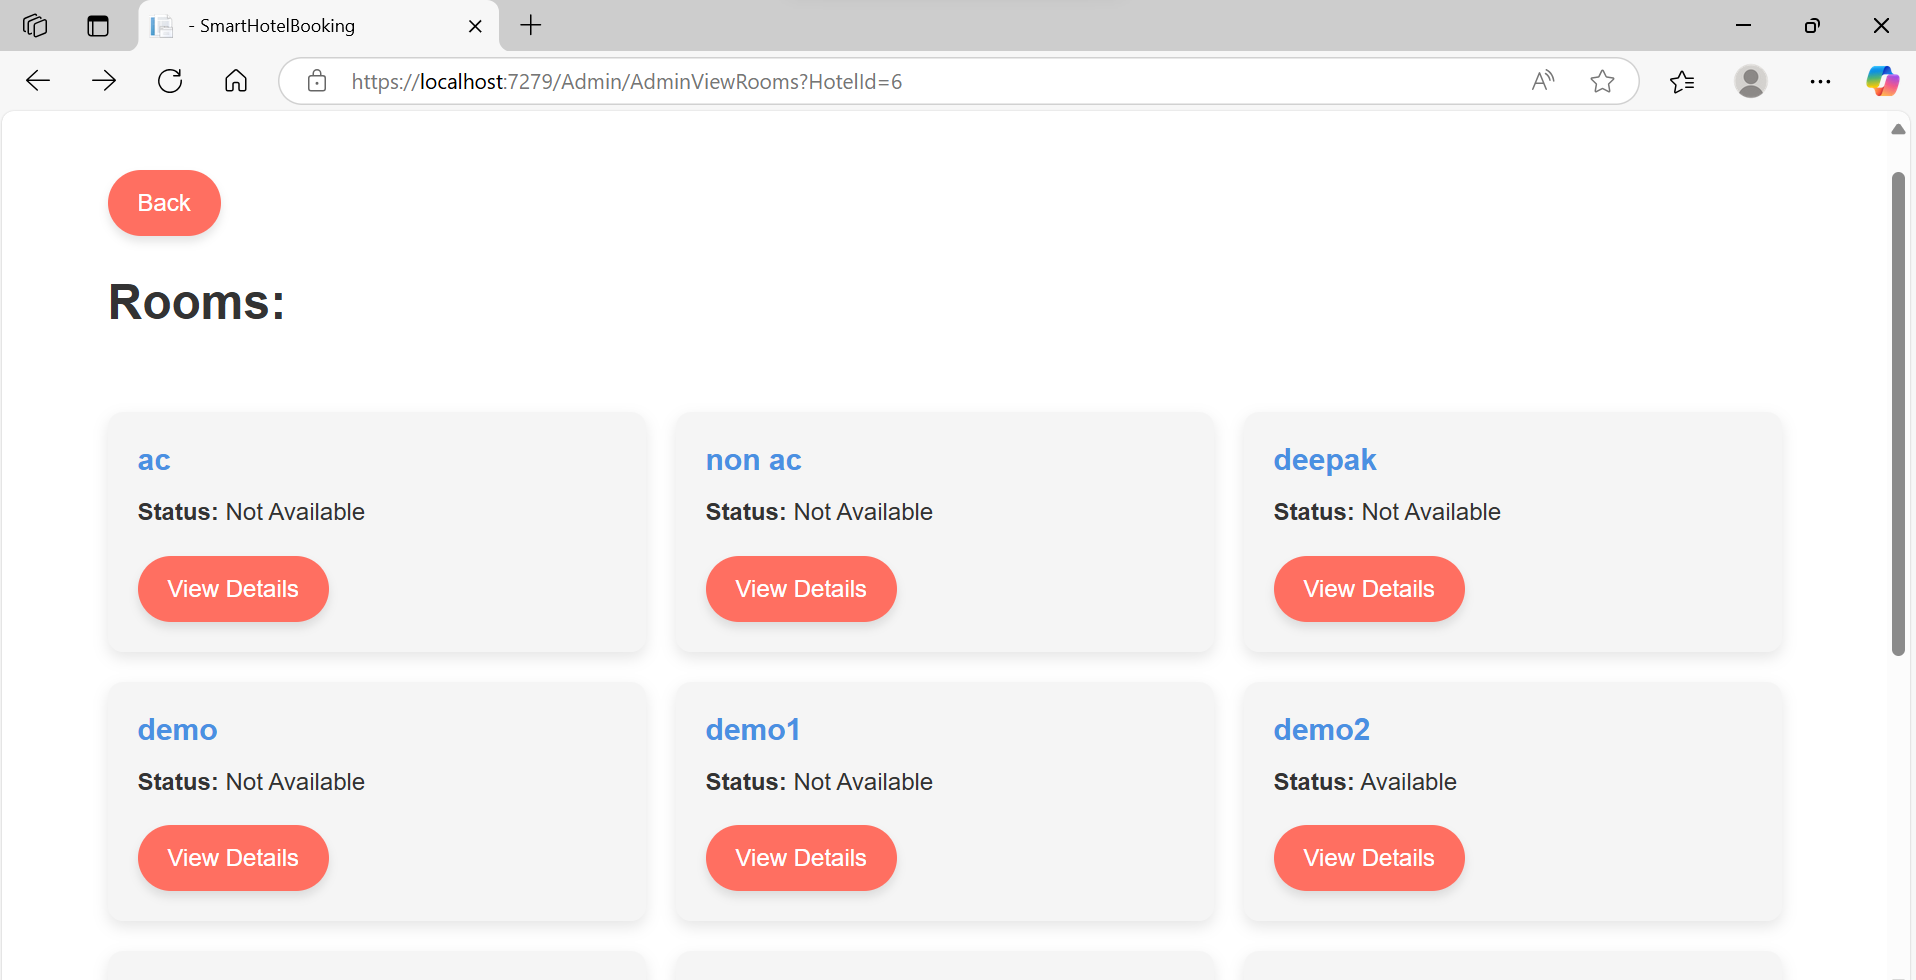 - SmartHotelBooking
https://localhost:7279/Admin/AdminViewRooms?HotelId=6
Back
Rooms:
ac
Status: Not Available
View Details
non ac
Status: Not Available
View Details
deepak
Status: Not Available
View Details
demo
Status: Not Available
View Details
demo1
Status: Not Available
View Details
demo2
Status: Available
View Details